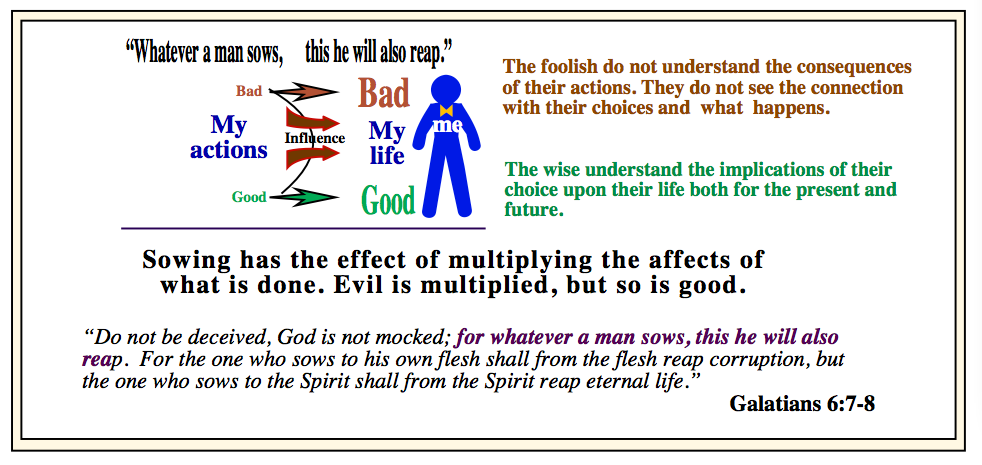 “Whatever a man sows, this he will also reap.”
Bad
Bad
My
actions
Influence
My
life
me
Good
Good
The foolish do not understand the consequences
of their actions. They do not see the connection
with their choices and what happens.
The wise understand the implications of their
choice upon their life both for the present and
future.
Sowing has the effect of multiplying the affects of
what is done. Evil is multiplied, but so is good.
“Do not be deceived, God is not mocked; for whatever a man sows, this he will also
reap. For the one who sows to his own flesh shall from the flesh reap corruption, but
the one who sows to the Spirit shall from the Spirit reap eternal life.”
Galatians 6:7-8